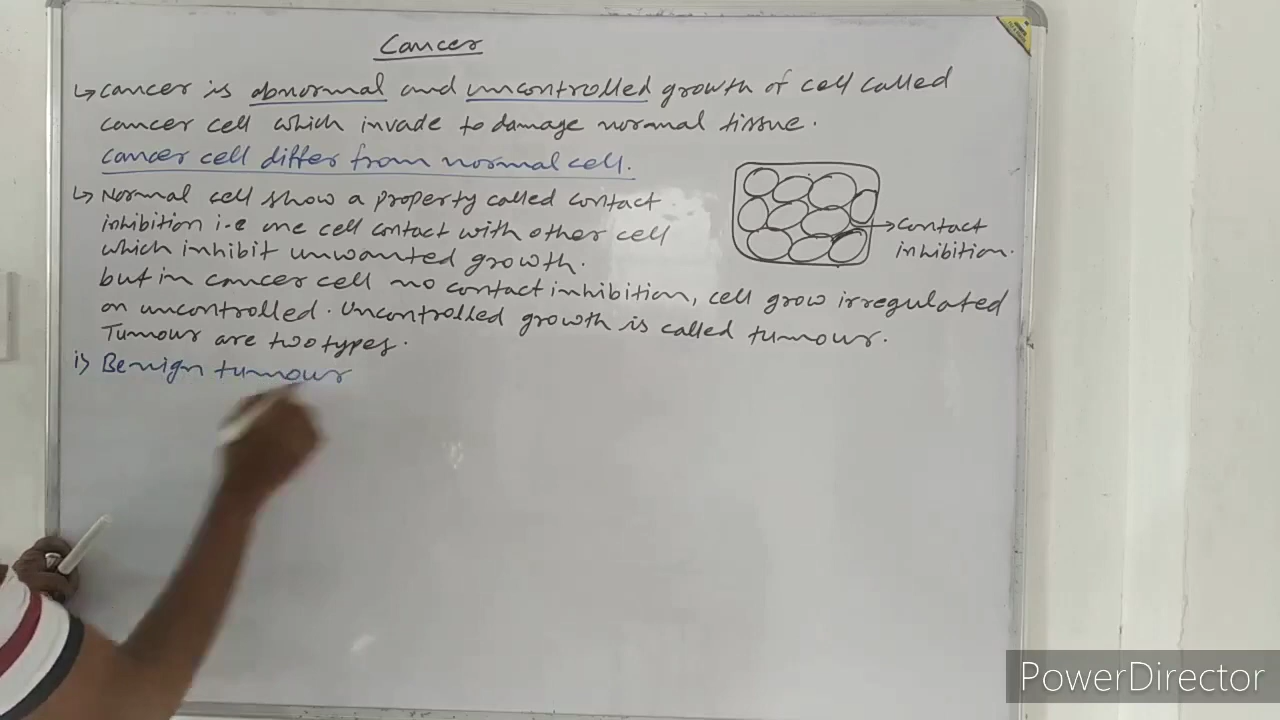 Cancer
↳ cancer is abnormal and uncontrolled growth of cell called
cancer cell which invade to damage normal tissue.
cancer cell differ from normal cell.
↳ Normal cell show a property called contact
inhibition i.e one cell contact with other cell
which inhibit unwanted growth.
but in cancer cell no contact inhibition, cell grow irregulated
on uncontrolled. Uncontrolled growth is called tumour.
Tumour are two types.
i) Benign tumour
→ Contact
inhibition.
PowerDirector